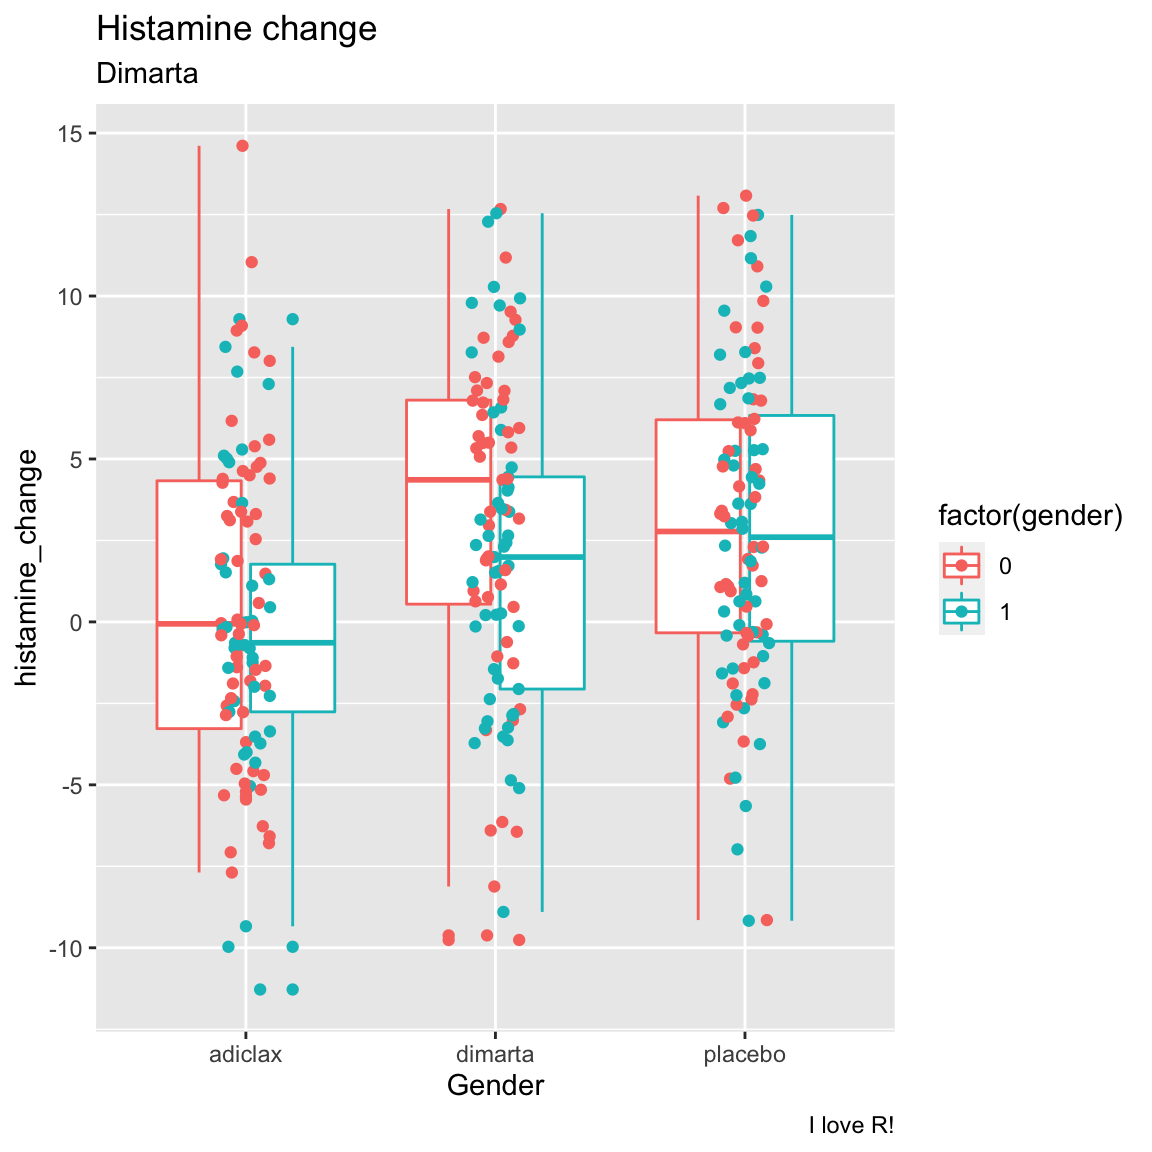 Histamine change
Dimarta
histamine_change
15
10
5
0
-5
-10
adiclax dimarta placebo
Gender
factor(gender)
0
1
I love R!